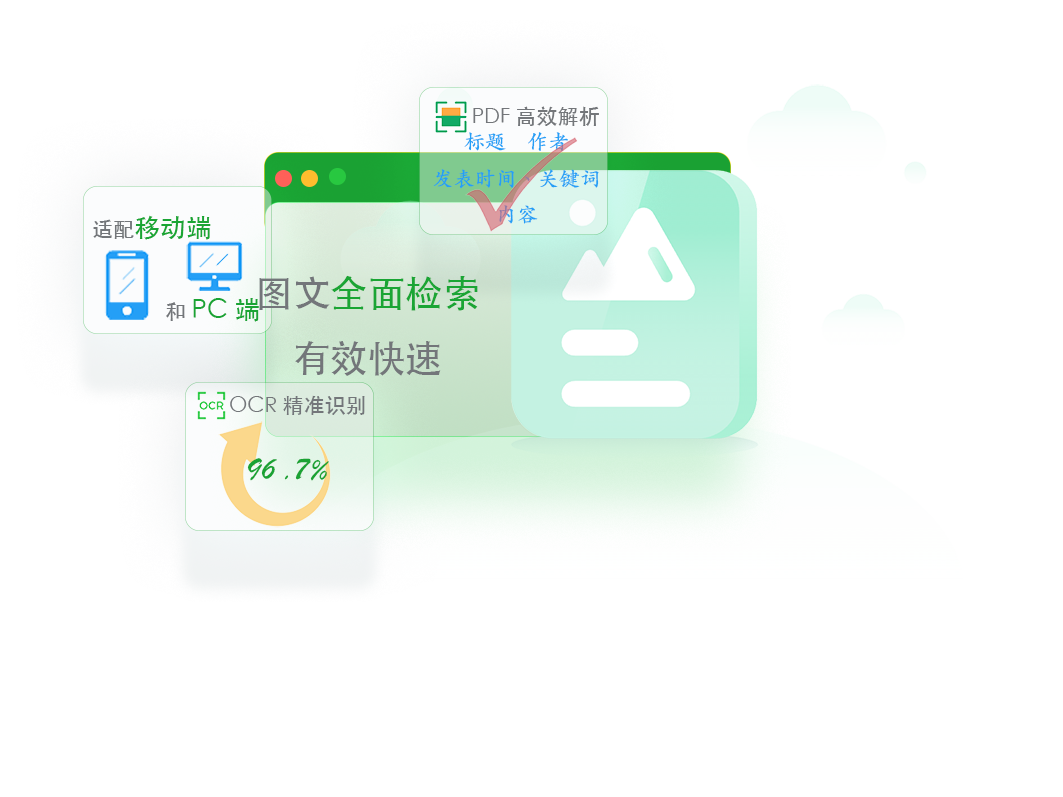 PDF 高效解析
标题 作者
发表时间、关键词
内容
适配移动端
和 PC 端
图文全面检索
有效快速
OCR OCR 精准识别
96.7%